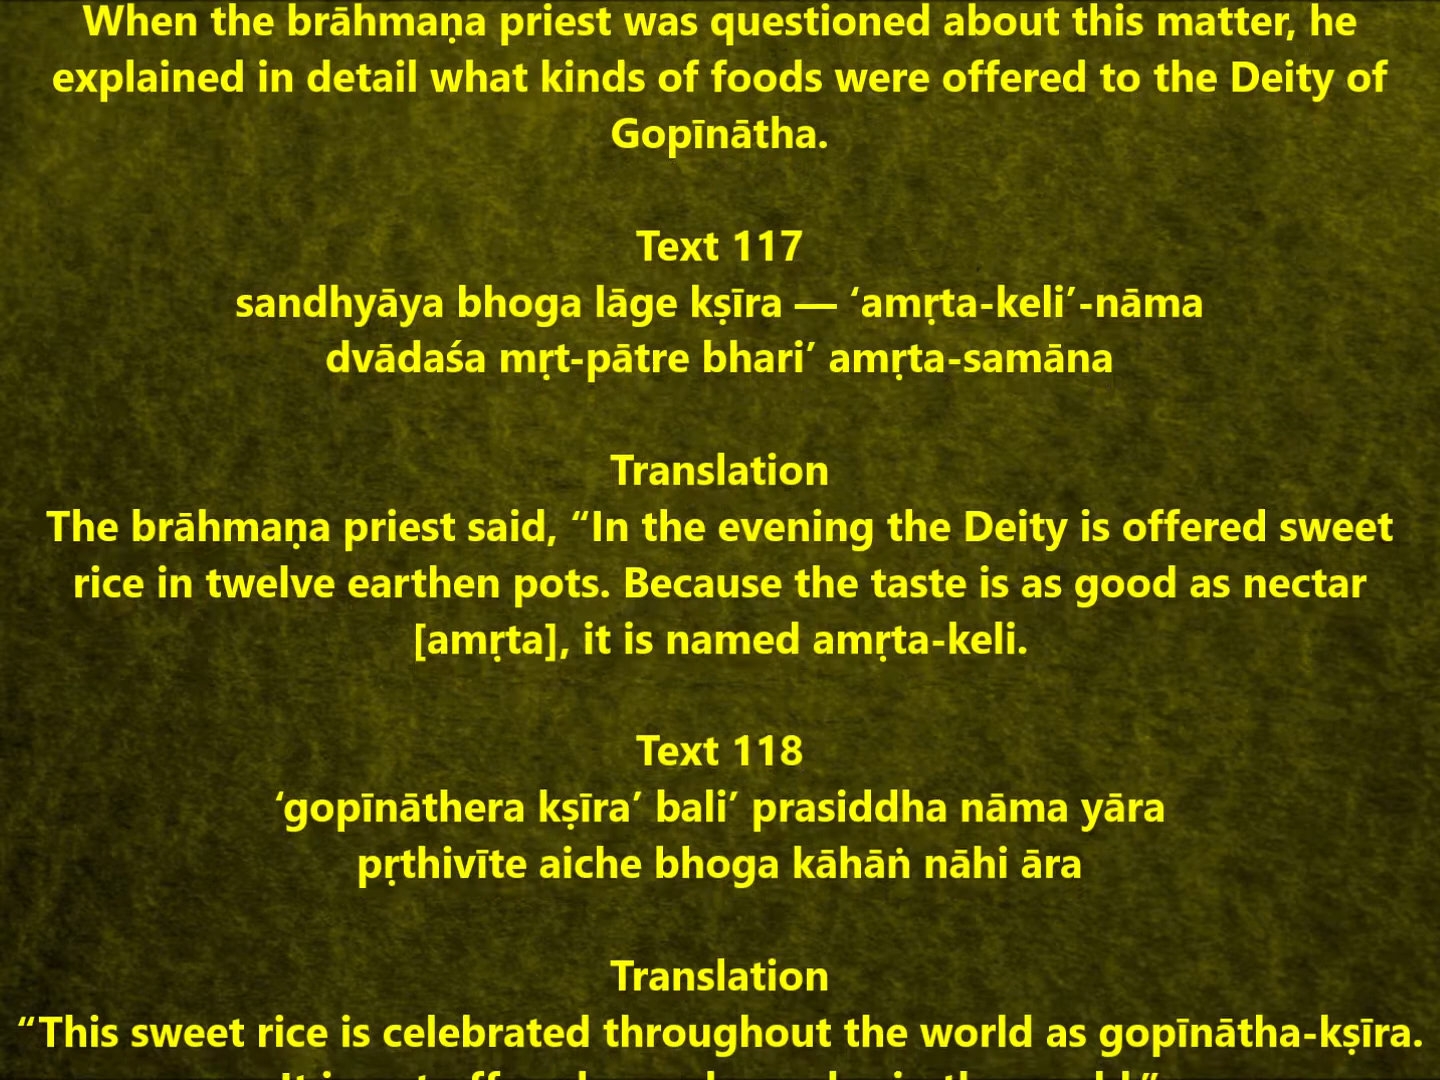 When the brāhmaṇa priest was questioned about this matter, he
explained in detail what kinds of foods were offered to the Deity of
Gopīnātha.
Text 117
sandhyāya bhoga lāge kṣīra — ‘amṛta-keli’-nāma
dvādaśa mṛt-pātre bhari’ amṛta-samāna
Translation
The brāhmaṇa priest said, “In the evening the Deity is offered sweet
rice in twelve earthen pots. Because the taste is as good as nectar
[amṛta], it is named amṛta-keli.
Text 118
‘gopīnāthera kṣīra’ bali’ prasiddha nāma yāra
pṛthivīte aiche bhoga kāhāṅ nāhi āra
Translation
“This sweet rice is celebrated throughout the world as gopīnātha-kṣīra.